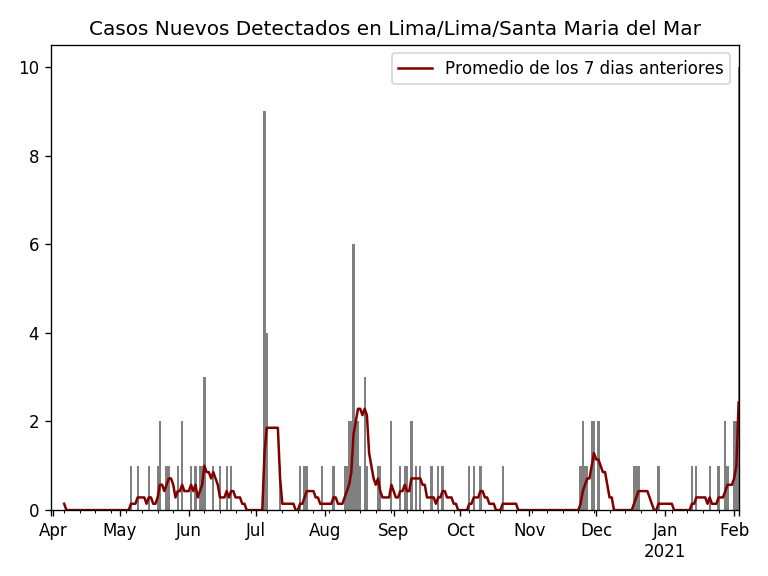 Casos Nuevos Detectados en Lima/Lima/Santa Maria del Mar
Promedio de los 7 dias anteriores
10
8
6
4
2
0
Apr May Jun Jul Aug Sep Oct Nov Dec Jan Feb
2021